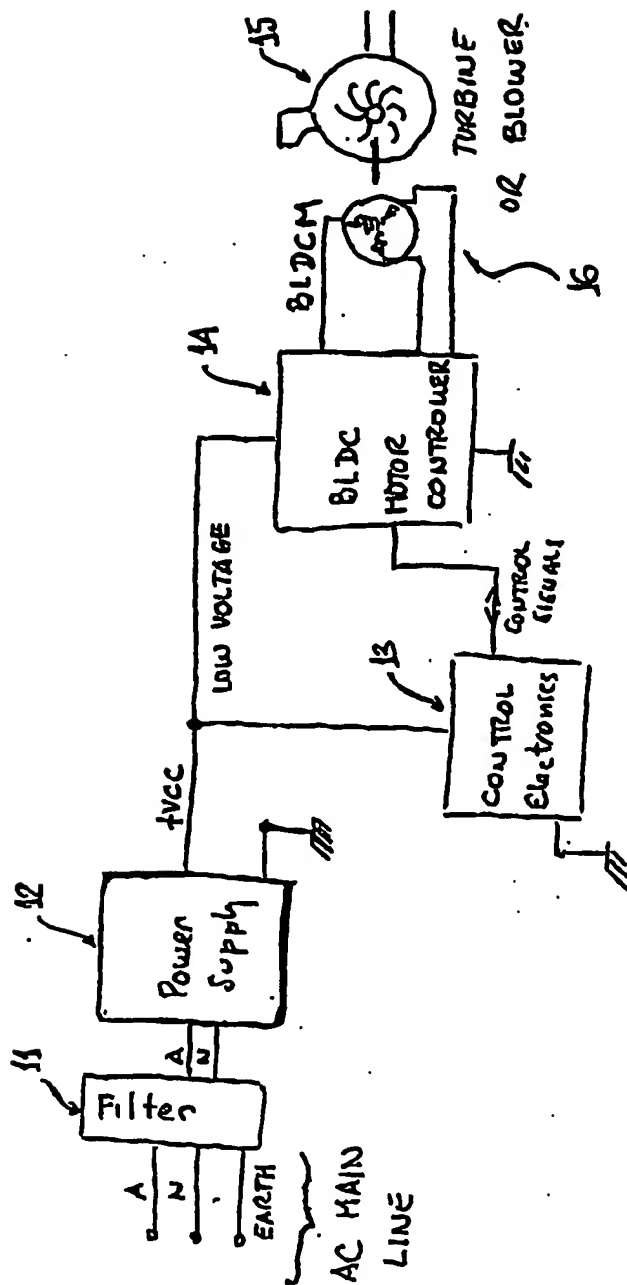 11
Filter
A
N
EARTH
AC MAIN
LINE
A
N
12
Power
Supply
+VCC
LOW VOLTAGE
13
CONTROL
Electronics
CONTROL
SIGNALS
14
BLDC
MOTOR
CONTROLLER
BLDCM
15
TURBINE
OR BLOWER
16